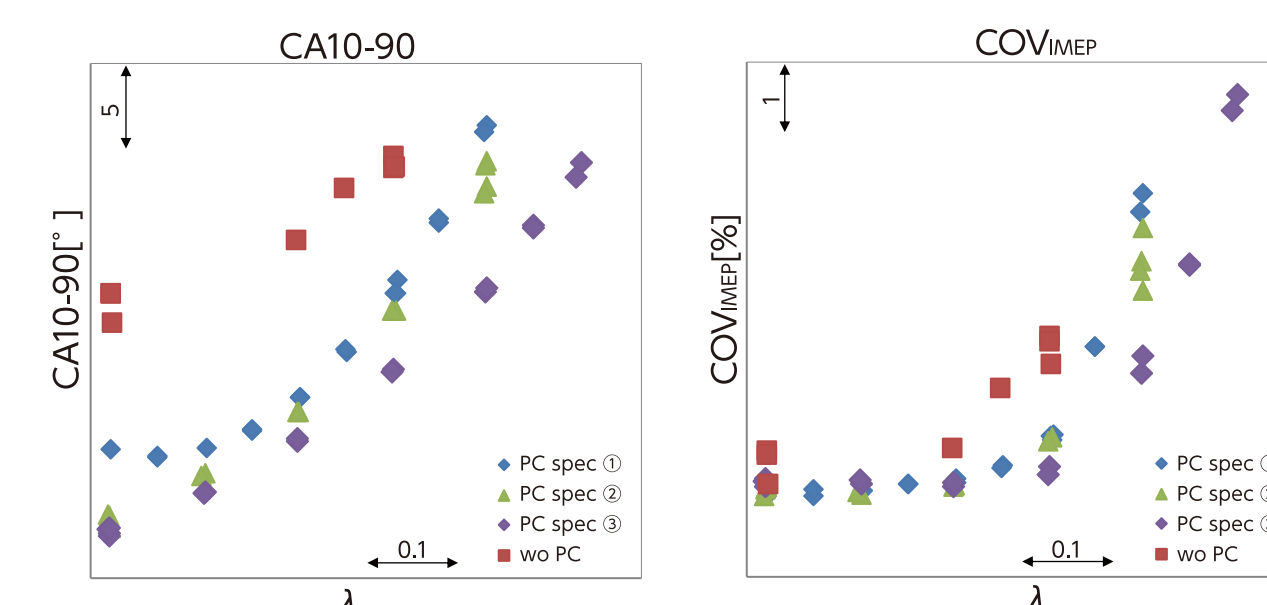 CA10-90
5
CA10-90[° ]
PC spec ①
PC spec ②
PC spec ③
wo PC
0.1
λ
COVIMEP
1
COVIMEP[%]
PC spec
PC spec
PC spec
wo PC
0.1
λ